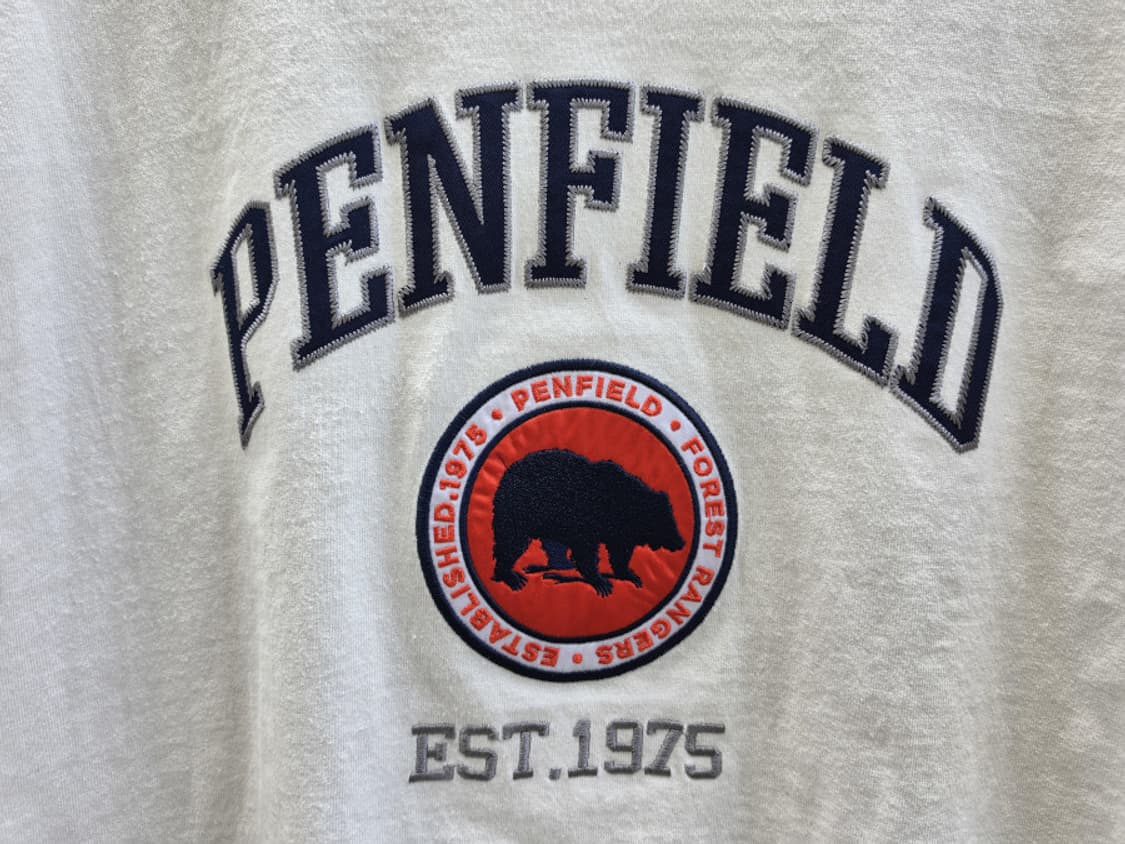 PENFIELD
PENFIELD • FOREST RANGERS • ESTABLISHED.1975 •
EST.1975